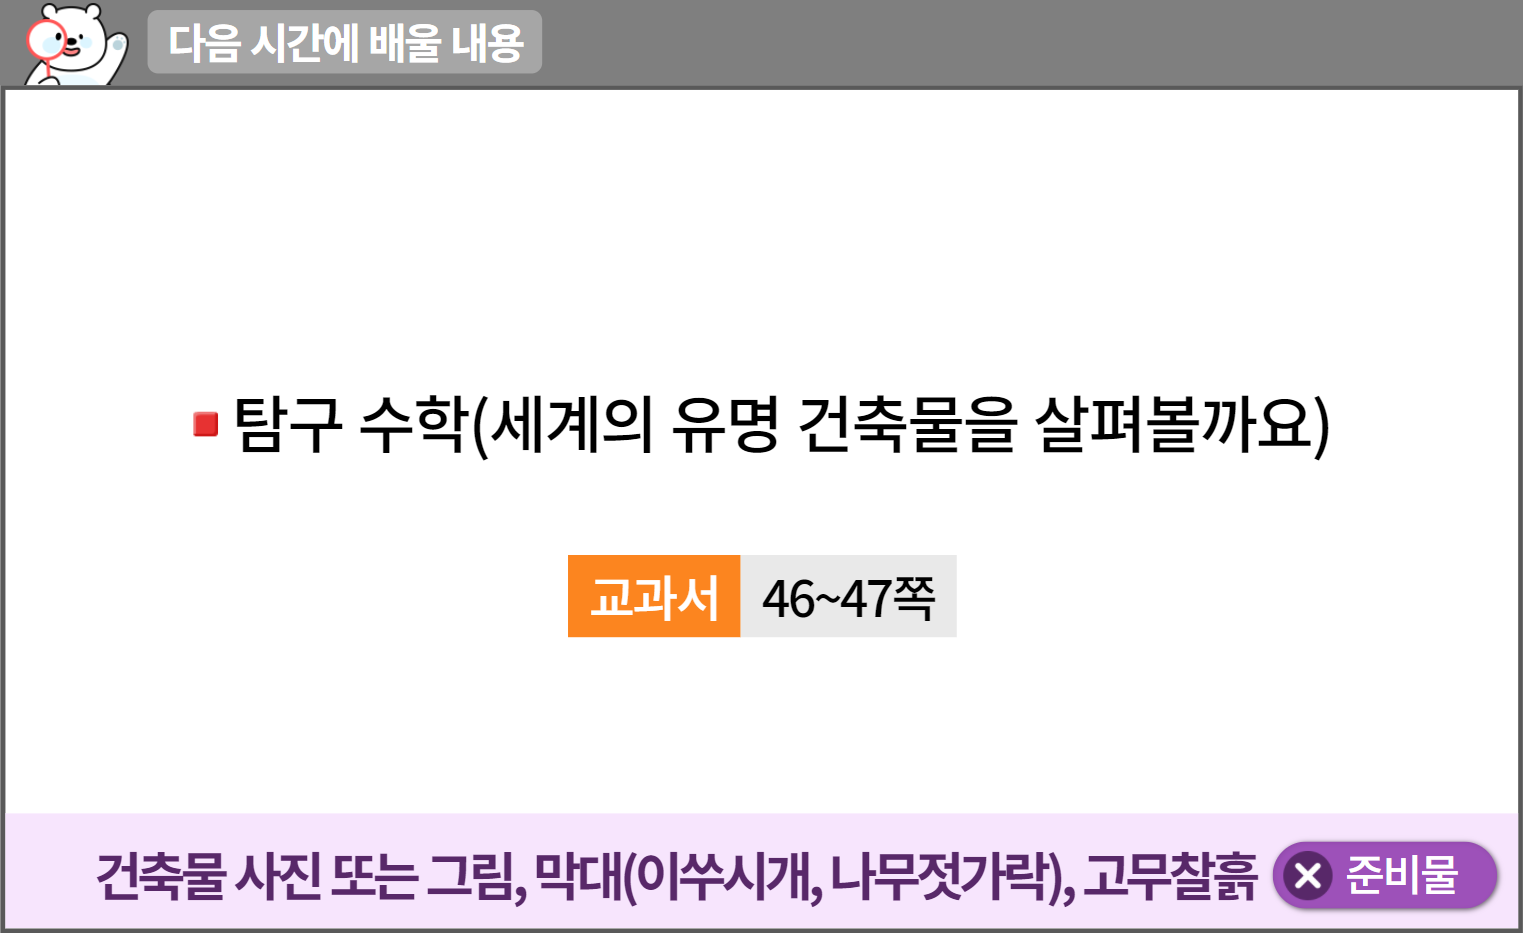 다음 시간에 배울 내용
탐구 수학(세계의 유명 건축물을 살펴볼까요)
교과서 46~47쪽
건축물 사진 또는 그림, 막대(이쑤시개, 나무젓가락), 고무찰흙 준비물